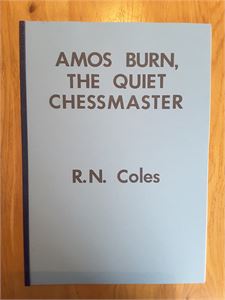 AMOS BURN,
THE QUIET
CHESSMASTER
R.N. Coles